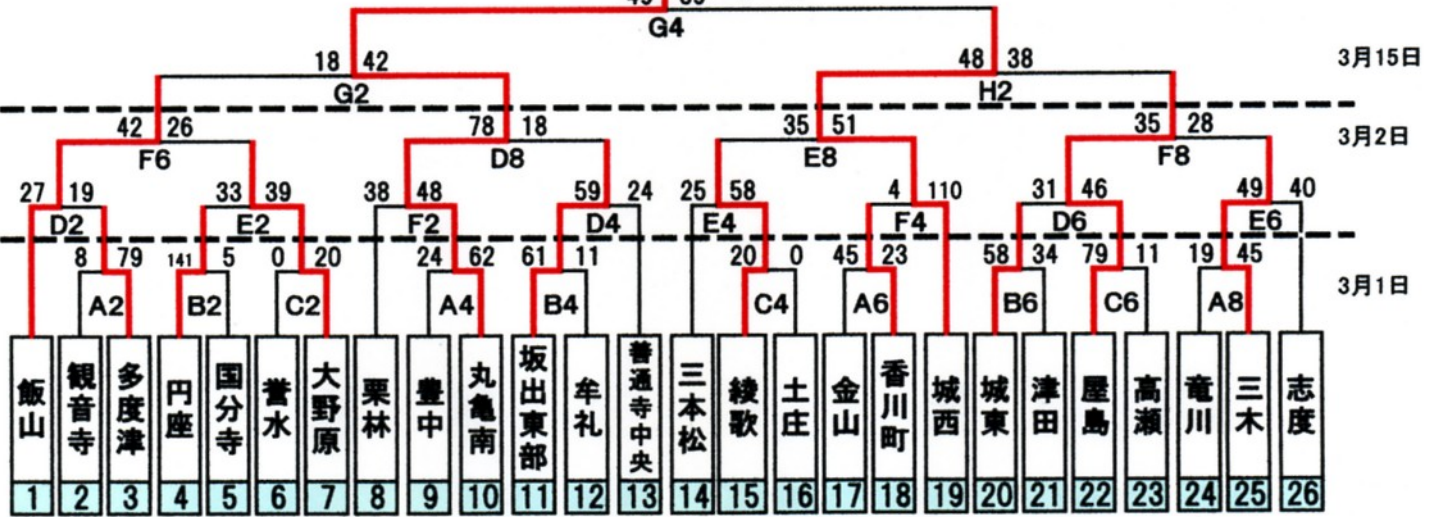 G4
18 42
48 38
3月15日
G2
H2
42 26
78 18
35 51
35 28
3月2日
F6
D8
E8
F8
27 19
33 39
38 48
59 24
25 58
4 110
31 46
49 40
D2
E2
F2
D4
E4
F4
D6
E6
8 79
141 5
0 20
24 62
61 11
20 0
45 23
58 34
79 11
19 45
3月1日
A2
B2
C2
A4
B4
C4
A6
B6
C6
A8
飯山
観音寺
多度津
円座
国分寺
誉水
大野原
栗林
豊中
丸亀南
坂出東部
牟礼
善通寺中央
三本松
綾歌
土庄
金山
香川町
城西
城東
津田
屋島
高瀬
竜川
三木
志度
1 2 3 4 5 6 7 8 9 10 11 12 13 14 15 16 17 18 19 20 21 22 23 24 25 26